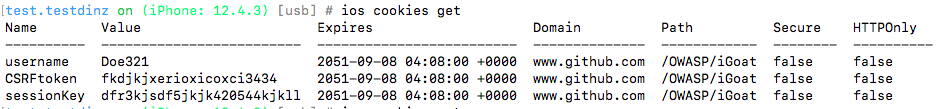 [test.testdinz on (iPhone: 12.4.3) [usb] # ios cookies get
Name Value Expires Domain Path Secure HTTPOnly
---------- ------------------------ ------------------------- -------------- ------------ -------- ----------
username Doe321 2051-09-08 04:08:00 +0000 www.github.com /OWASP/iGoat false false
CSRFtoken fkdjkjxerioxicoxci3434 2051-09-08 04:08:00 +0000 www.github.com /OWASP/iGoat false false
sessionKey dfr3kjsdf5jkjk420544kjkll 2051-09-08 04:08:00 +0000 www.github.com /OWASP/iGoat false false